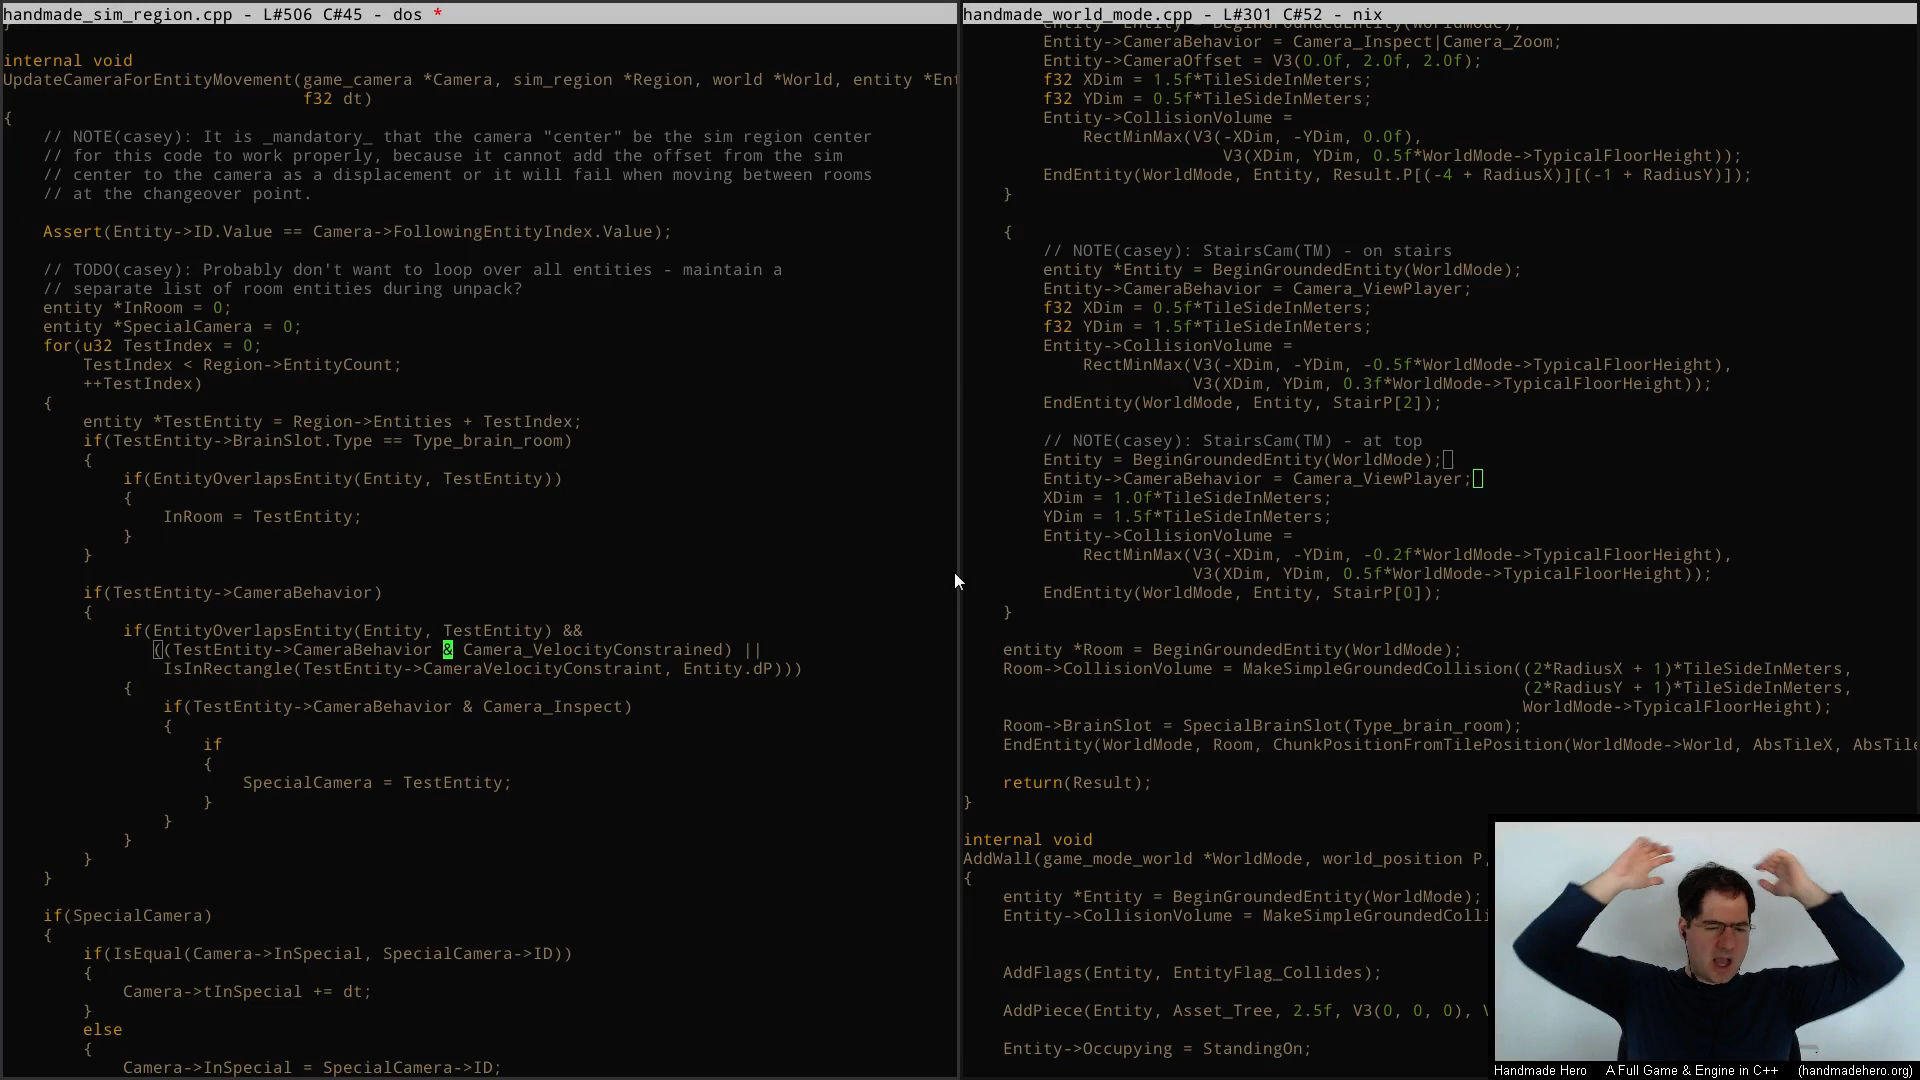 handmade_sim_region.cpp - L#506 C#45 - dos *
}
internal void
UpdateCameraForEntityMovement(game_camera *Camera, sim_region *Region, world *World, entity *Ent
f32 dt)
{
// NOTE(casey): It is _mandatory_ that the camera "center" be the sim region center
// for this code to work properly, because it cannot add the offset from the sim
// center to the camera as a displacement or it will fail when moving between rooms
// at the changeover point.
Assert(Entity->ID.Value == Camera->FollowingEntityIndex.Value);
// TODO(casey): Probably don't want to loop over all entities - maintain a
// separate list of room entities during unpack?
entity *InRoom = 0;
entity *SpecialCamera = 0;
for(u32 TestIndex = 0;
TestIndex < Region->EntityCount;
++TestIndex)
{
entity *TestEntity = Region->Entities + TestIndex;
if(TestEntity->BrainSlot.Type == Type_brain_room)
{
if(EntityOverlapsEntity(Entity, TestEntity))
{
InRoom = TestEntity;
}
}
if(TestEntity->CameraBehavior)
{
if(EntityOverlapsEntity(Entity, TestEntity) &&
((TestEntity->CameraBehavior & Camera_VelocityConstrained) ||
IsInRectangle(TestEntity->CameraVelocityConstraint, Entity.dP)))
{
if(TestEntity->CameraBehavior & Camera_Inspect)
{
if
{
SpecialCamera = TestEntity;
}
}
}
}
}
if(SpecialCamera)
{
if(IsEqual(Camera->InSpecial, SpecialCamera->ID))
{
Camera->tInSpecial += dt;
}
else
{
Camera->InSpecial = SpecialCamera->ID;
handmade_world_mode.cpp - L#301 C#52 - nix
Entity->CameraBehavior = Camera_Inspect|Camera_Zoom;
Entity->CameraOffset = V3(0.0f, 2.0f, 2.0f);
f32 XDim = 1.5f*TileSideInMeters;
f32 YDim = 0.5f*TileSideInMeters;
Entity->CollisionVolume =
RectMinMax(V3(-XDim, -YDim, 0.0f),
V3(XDim, YDim, 0.5f*WorldMode->TypicalFloorHeight));
EndEntity(WorldMode, Entity, Result.P[(-4 + RadiusX)][(-1 + RadiusY)]);
}
{
// NOTE(casey): StairsCam(TM) - on stairs
entity *Entity = BeginGroundedEntity(WorldMode);
Entity->CameraBehavior = Camera_ViewPlayer;
f32 XDim = 0.5f*TileSideInMeters;
f32 YDim = 1.5f*TileSideInMeters;
Entity->CollisionVolume =
RectMinMax(V3(-XDim, -YDim, -0.5f*WorldMode->TypicalFloorHeight),
V3(XDim, YDim, 0.3f*WorldMode->TypicalFloorHeight));
EndEntity(WorldMode, Entity, StairP[2]);
// NOTE(casey): StairsCam(TM) - at top
Entity = BeginGroundedEntity(WorldMode);
Entity->CameraBehavior = Camera_ViewPlayer;
XDim = 1.0f*TileSideInMeters;
YDim = 1.5f*TileSideInMeters;
Entity->CollisionVolume =
RectMinMax(V3(-XDim, -YDim, -0.2f*WorldMode->TypicalFloorHeight),
V3(XDim, YDim, 0.5f*WorldMode->TypicalFloorHeight));
EndEntity(WorldMode, Entity, StairP[0]);
}
entity *Room = BeginGroundedEntity(WorldMode);
Room->CollisionVolume = MakeSimpleGroundedCollision((2*RadiusX + 1)*TileSideInMeters,
(2*RadiusY + 1)*TileSideInMeters,
WorldMode->TypicalFloorHeight);
Room->BrainSlot = SpecialBrainSlot(Type_brain_room);
EndEntity(WorldMode, Room, ChunkPositionFromTilePosition(WorldMode->World, AbsTileX, AbsTile
return(Result);
}
internal void
AddWall(game_mode_world *WorldMode, world_position P,
{
entity *Entity = BeginGroundedEntity(WorldMode);
Entity->CollisionVolume = MakeSimpleGroundedColli
AddFlags(Entity, EntityFlag_Collides);
AddPiece(Entity, Asset_Tree, 2.5f, V3(0, 0, 0),
Entity->Occupying = StandingOn;
Handmade Hero A Full Game & Engine in C++ (handmadehero.org)